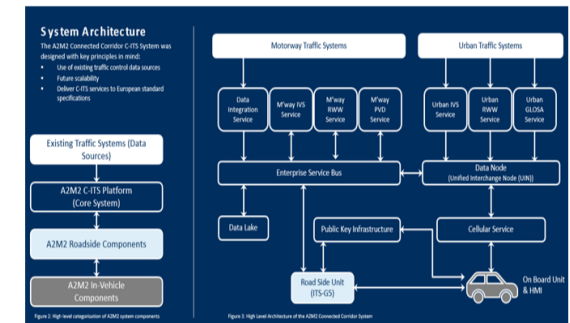 System Architecture
The A2M2 Connected Corridor C-ITS System was
designed with key principles in mind:
• Use of existing traffic control data sources
• Future scalability
• Deliver C-ITS services to European standard
specifications
Existing Traffic Systems (Data
Sources)
A2M2 C-ITS Platform
(Core System)
A2M2 Roadside Components
A2M2 In-Vehicle
Components
Figure 2: High level categorisation of A2M2 system components
Motorway Traffic Systems
Urban Traffic Systems
Data
Integration
Service
M'way IVS
Service
M'way
RWW
Service
M'way
PVD
Service
Urban IVS
Service
Urban
RWW
Service
Urban
GLOSA
Service
Enterprise Service Bus
Data Node
(Unified Interchange Node (UIN))
Data Lake
Public Key Infrastructure
Cellular Service
Road Side Unit
(ITS-G5)
On Board Unit
& HMI
Figure 3: High Level Architecture of the A2M2 Connected Corridor System